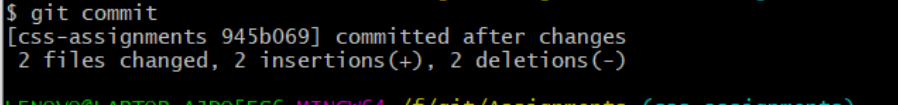 $ git commit
[css-assignments 945b069] committed after changes
 2 files changed, 2 insertions(+), 2 deletions(-)